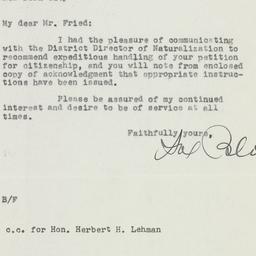 My dear Mr. Fried:
I had the pleasure of communicating
with the District Director of Naturalization to
recommend expeditious handling of your petition
for citizenship, and you will note from enclosed
copy of acknowledgment that appropriate instruc-
tions have been issued.
Please be assured of my continued
interest and desire to be of service at all
times.
Faithfully yours,
Sol
B/F
c.c. for Hon. Herbert H. Lehman